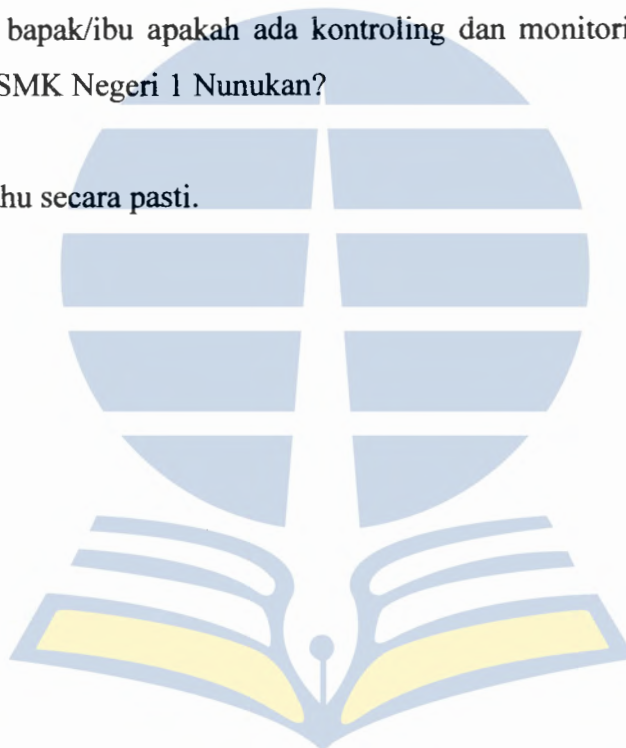 bapak/ibu apakah ada kontroling dan monitori
SMK Negeri 1 Nunukan?
hu secara pasti.